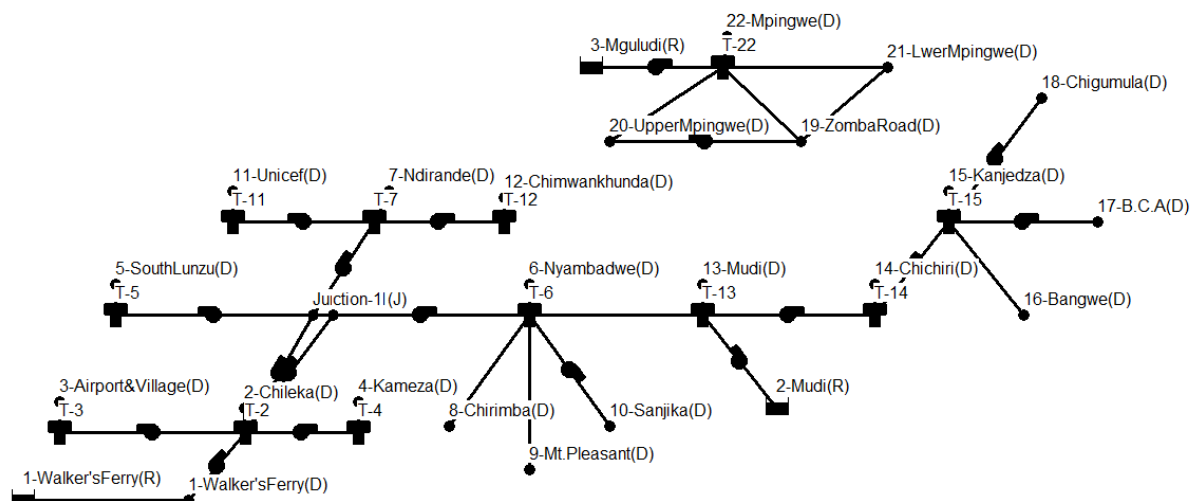 22-Mpingwe(D)
3-Mguludi(R)
T-22
21-LwerMpingwe(D)
18-Chigumula(D)
20-UpperMpingwe(D)
19-ZombaRoad(D)
11-Unicef(D)
7-Ndirande(D)
12-Chimwankhunda(D)
15-Kanjedza(D)
T-11
T-7
T-12
T-15
17-B.C.A(D)
5-SouthLunzu(D)
6-Nyambadwe(D)
13-Mudi(D)
14-Chichiri(D)
T-5
T-6
T-13
T-14
16-Bangwe(D)
3-Airport&Village(D)
2-Chileka(D)
4-Kameza(D)
2-Mudi(R)
T-3
T-2
T-4
8-Chirimba(D)
10-Sanjika(D)
9-Mt.Pleasant(D)
1-Walker'sFerry(R)
1-Walker'sFerry(D)